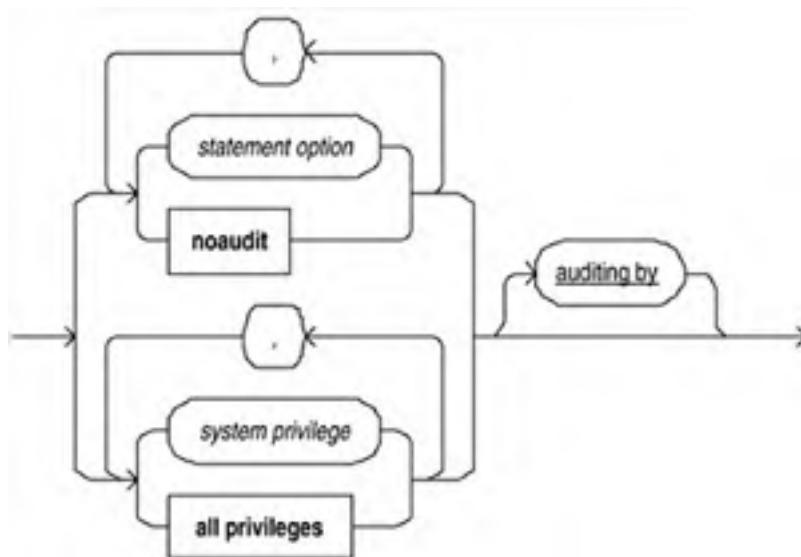 ,
statement option
noaudit
auditing by
,
system privilege
all privileges